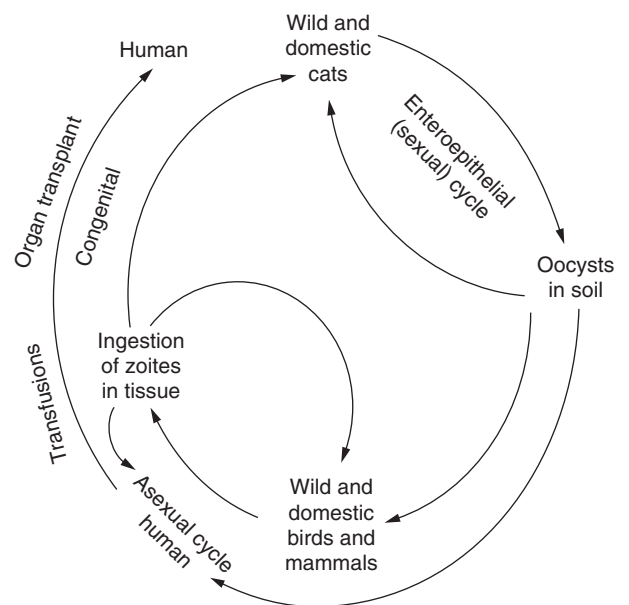 Human
Wild and
domestic
cats
Enteroepithelial
(sexual) cycle
Organ transplant
Congenital
Oocysts
in soil
Ingestion
of zoites
in tissue
Transfusions
Asexual cycle
human
Wild and
domestic
birds and
mammals